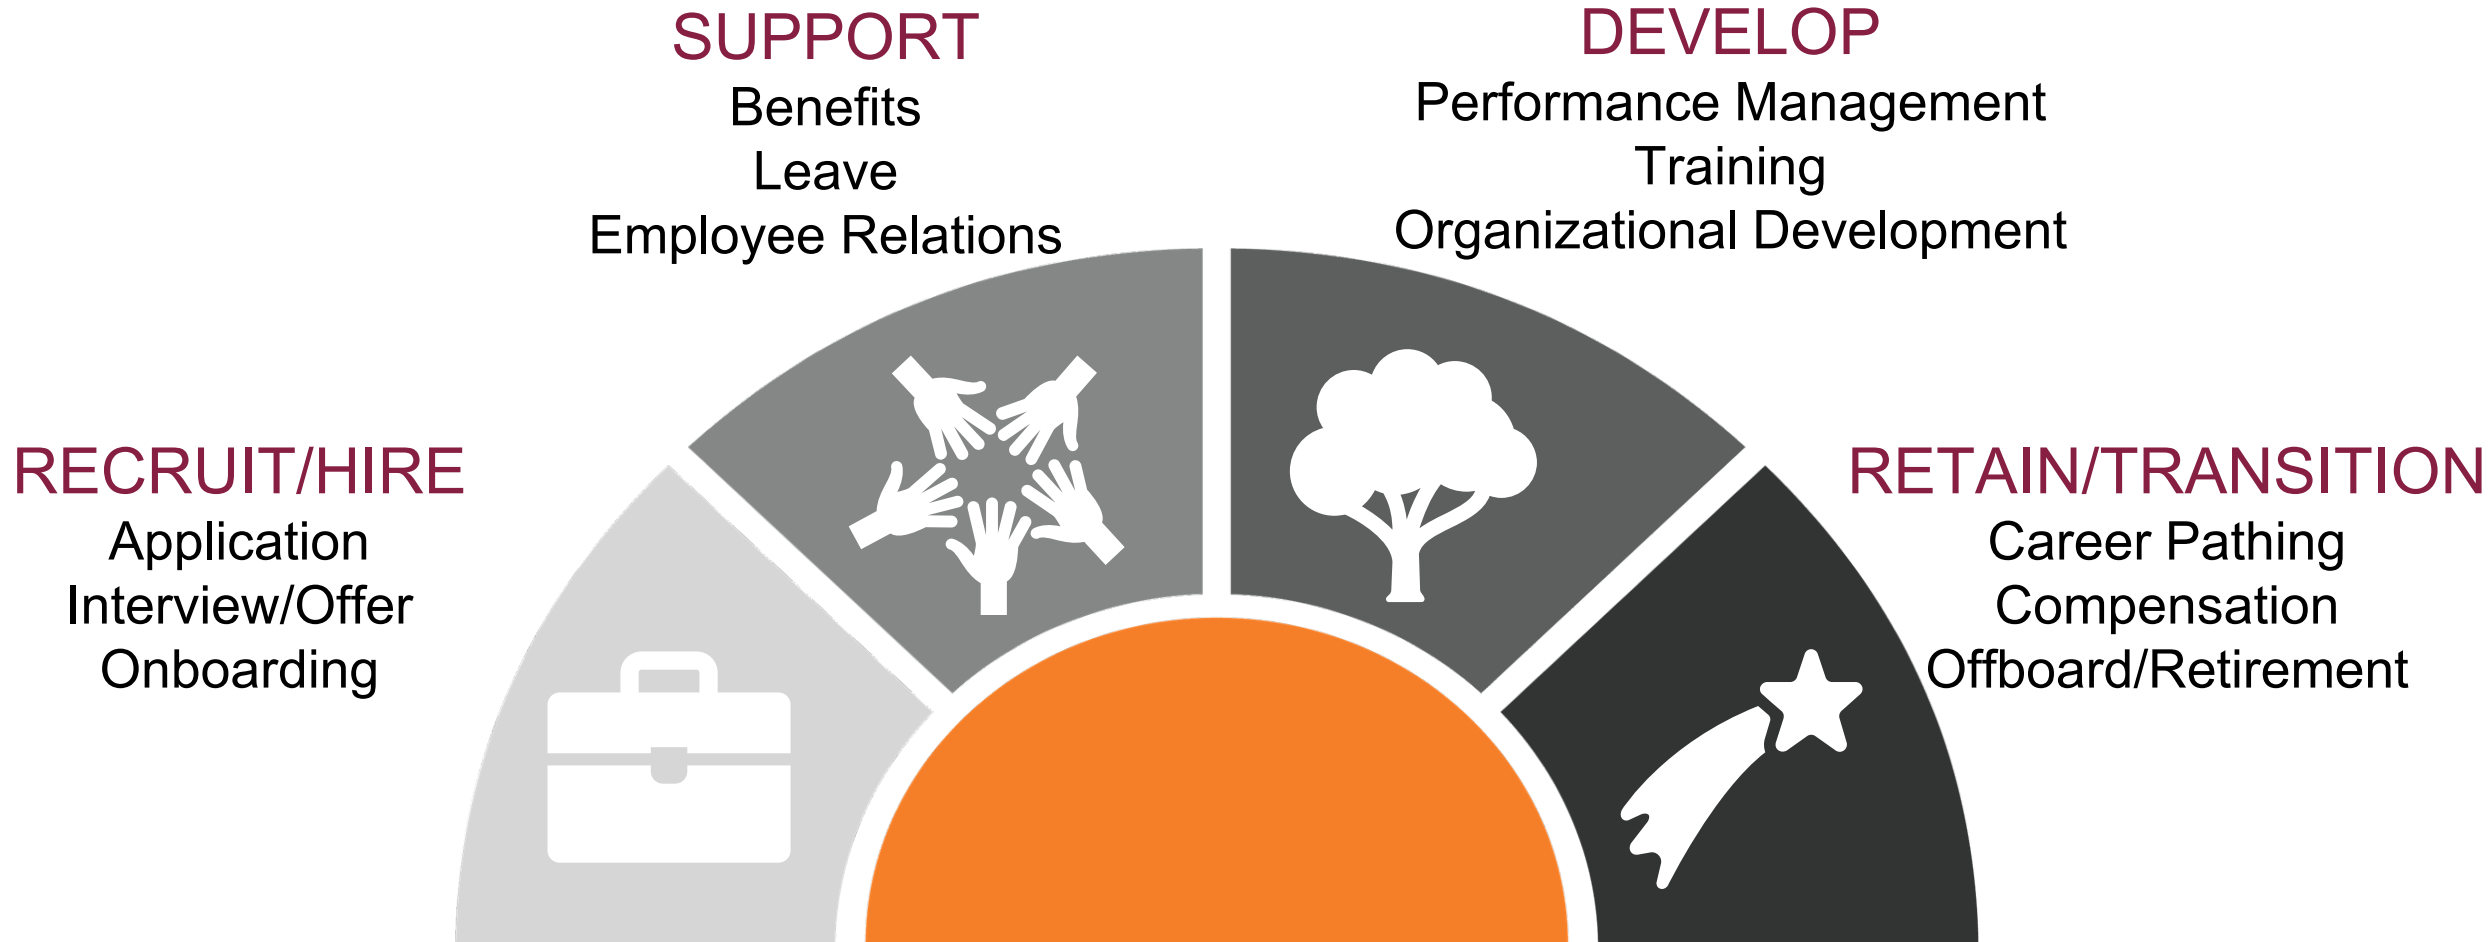 SUPPORT
Benefits
Leave
Employee Relations
DEVELOP
Performance Management
Training
Organizational Development
RECRUIT/HIRE
Application
Interview/Offer
Onboarding
RETAIN/TRANSITION
Career Pathing
Compensation
Offboard/Retirement